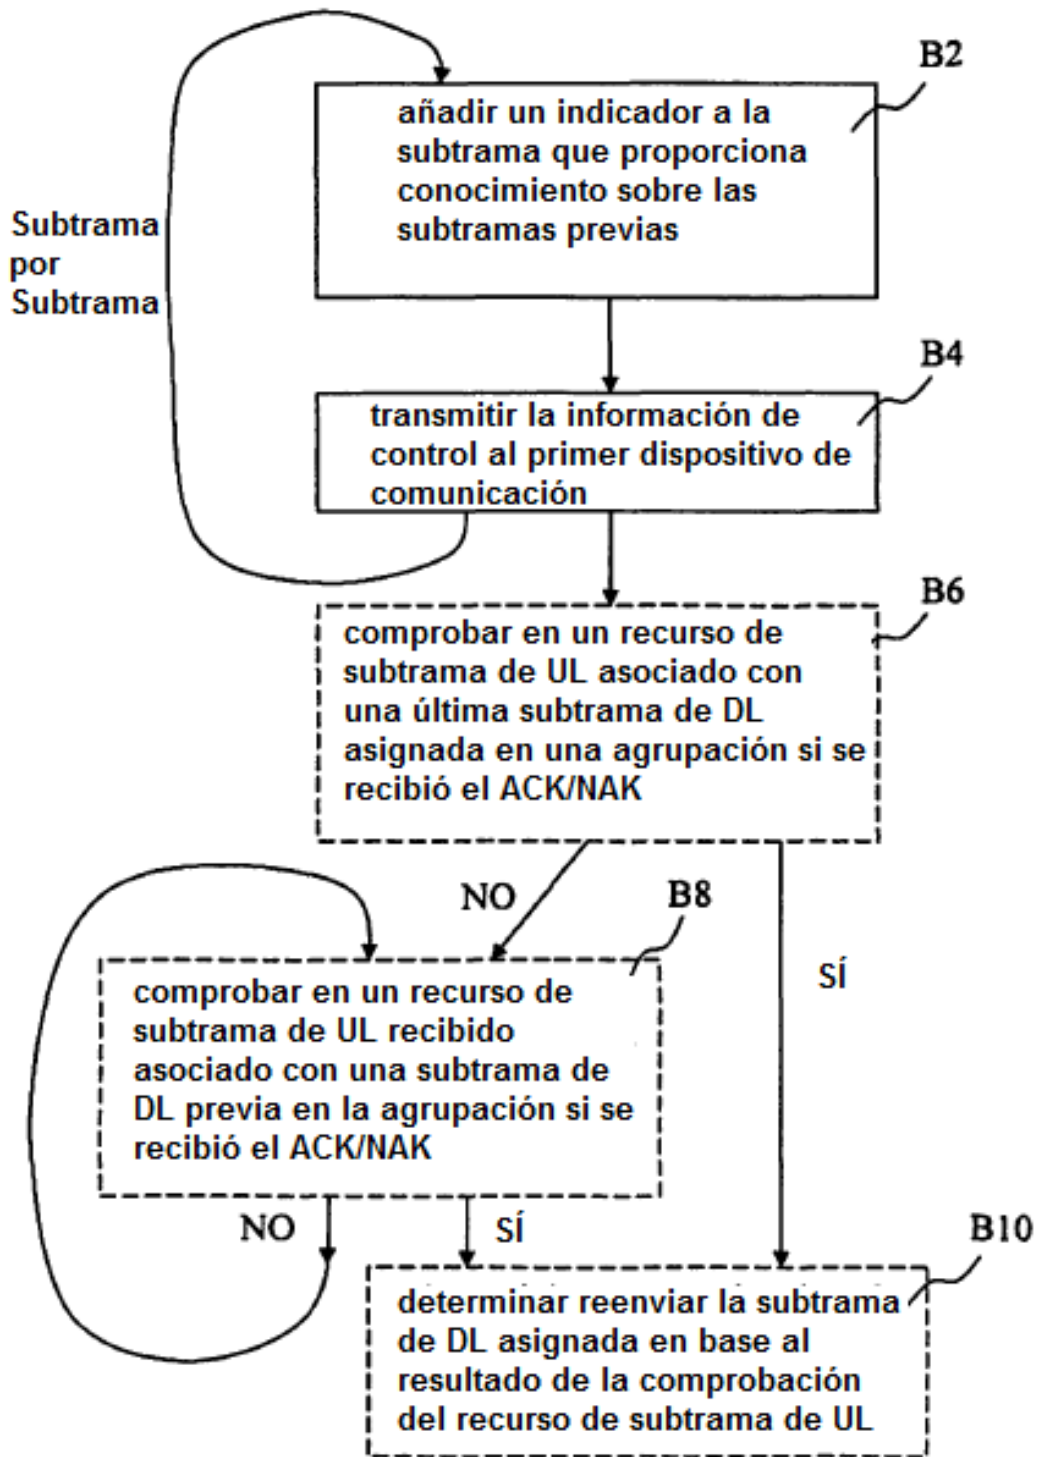 B2
añadir un indicador a la
subtrama que proporciona
conocimiento sobre las
subtramas previas
Subtrama
por
Subtrama
B4
transmitir la información de
control al primer dispositivo de
comunicación
B6
comprobar en un recurso de
subtrama de UL asociado con
una última subtrama de DL
asignada en una agrupación si se
recibió el ACK/NAK
NO
B8
SÍ
comprobar en un recurso de
subtrama de UL recibido
asociado con una subtrama de
DL previa en la agrupación si se
recibió el ACK/NAK
NO
SÍ
B10
determinar reenviar la subtrama
de DL asignada en base al
resultado de la comprobación
del recurso de subtrama de UL